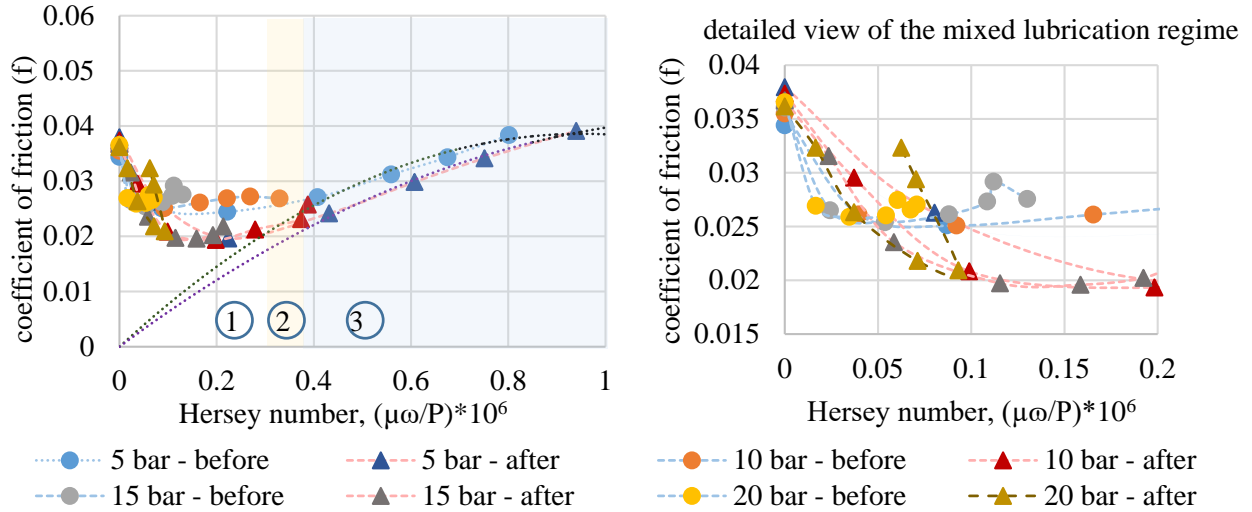 coefficient of friction (f)
0.06
0.05
0.04
0.03
0.02
0.01
0
1
2
3
0
0.2
0.4
0.6
0.8
1
Hersey number, (µω/P)*10⁶
detailed view of the mixed lubrication regime
coefficient of friction (f)
0.04
0.035
0.03
0.025
0.02
0.015
0
0.05
0.1
0.15
0.2
Hersey number, (µω/P)*10⁶
5 bar - before
5 bar - after
10 bar - before
10 bar - after
15 bar - before
15 bar - after
20 bar - before
20 bar - after